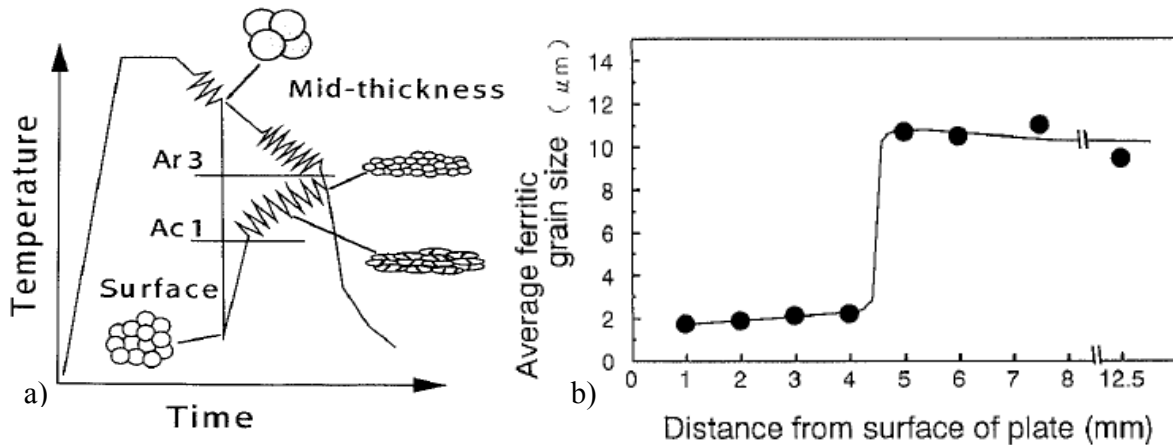 Temperature
Mid-thickness
Ar3
Ac1
Surface
a)
Time
Average ferritic
grain size (μm)
14
12
10
8
6
4
2
0
0 1 2 3 4 5 6 7 8 12.5
b)
Distance from surface of plate (mm)